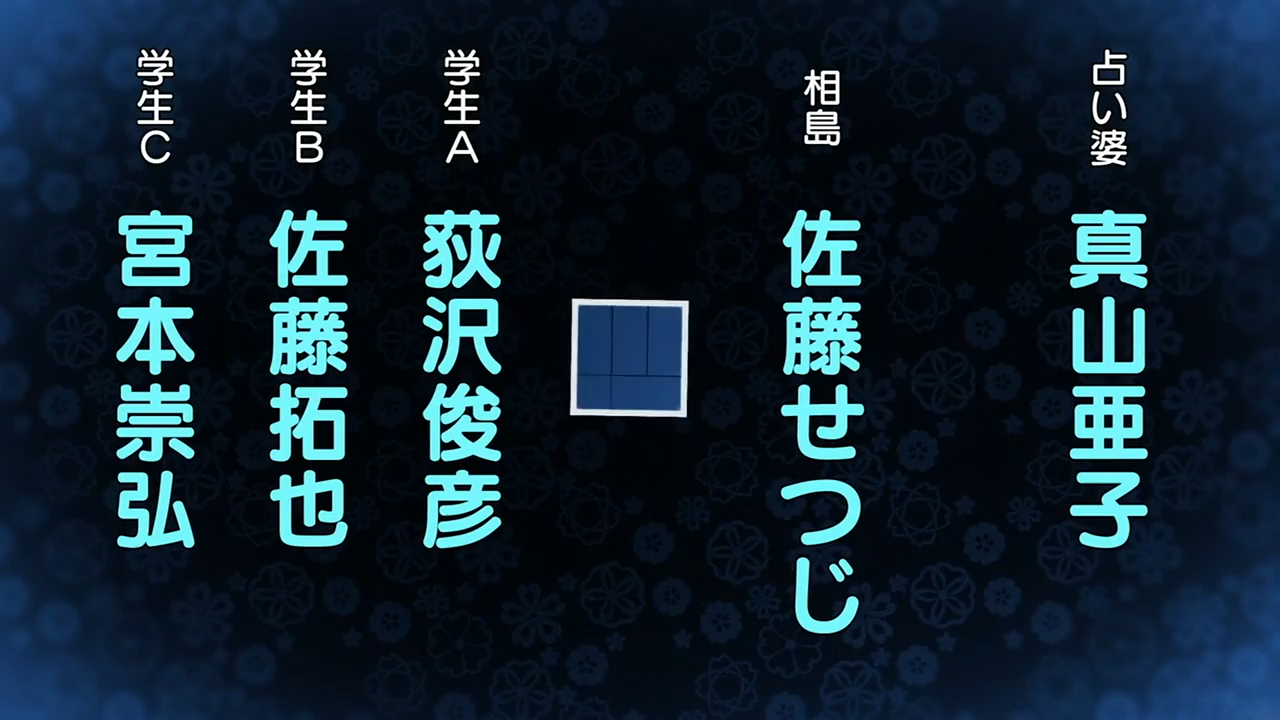 占い婆
真山亜子
相島
佐藤せつじ
学生A
荻沢俊彦
学生B
佐藤拓也
学生C
宮本崇弘